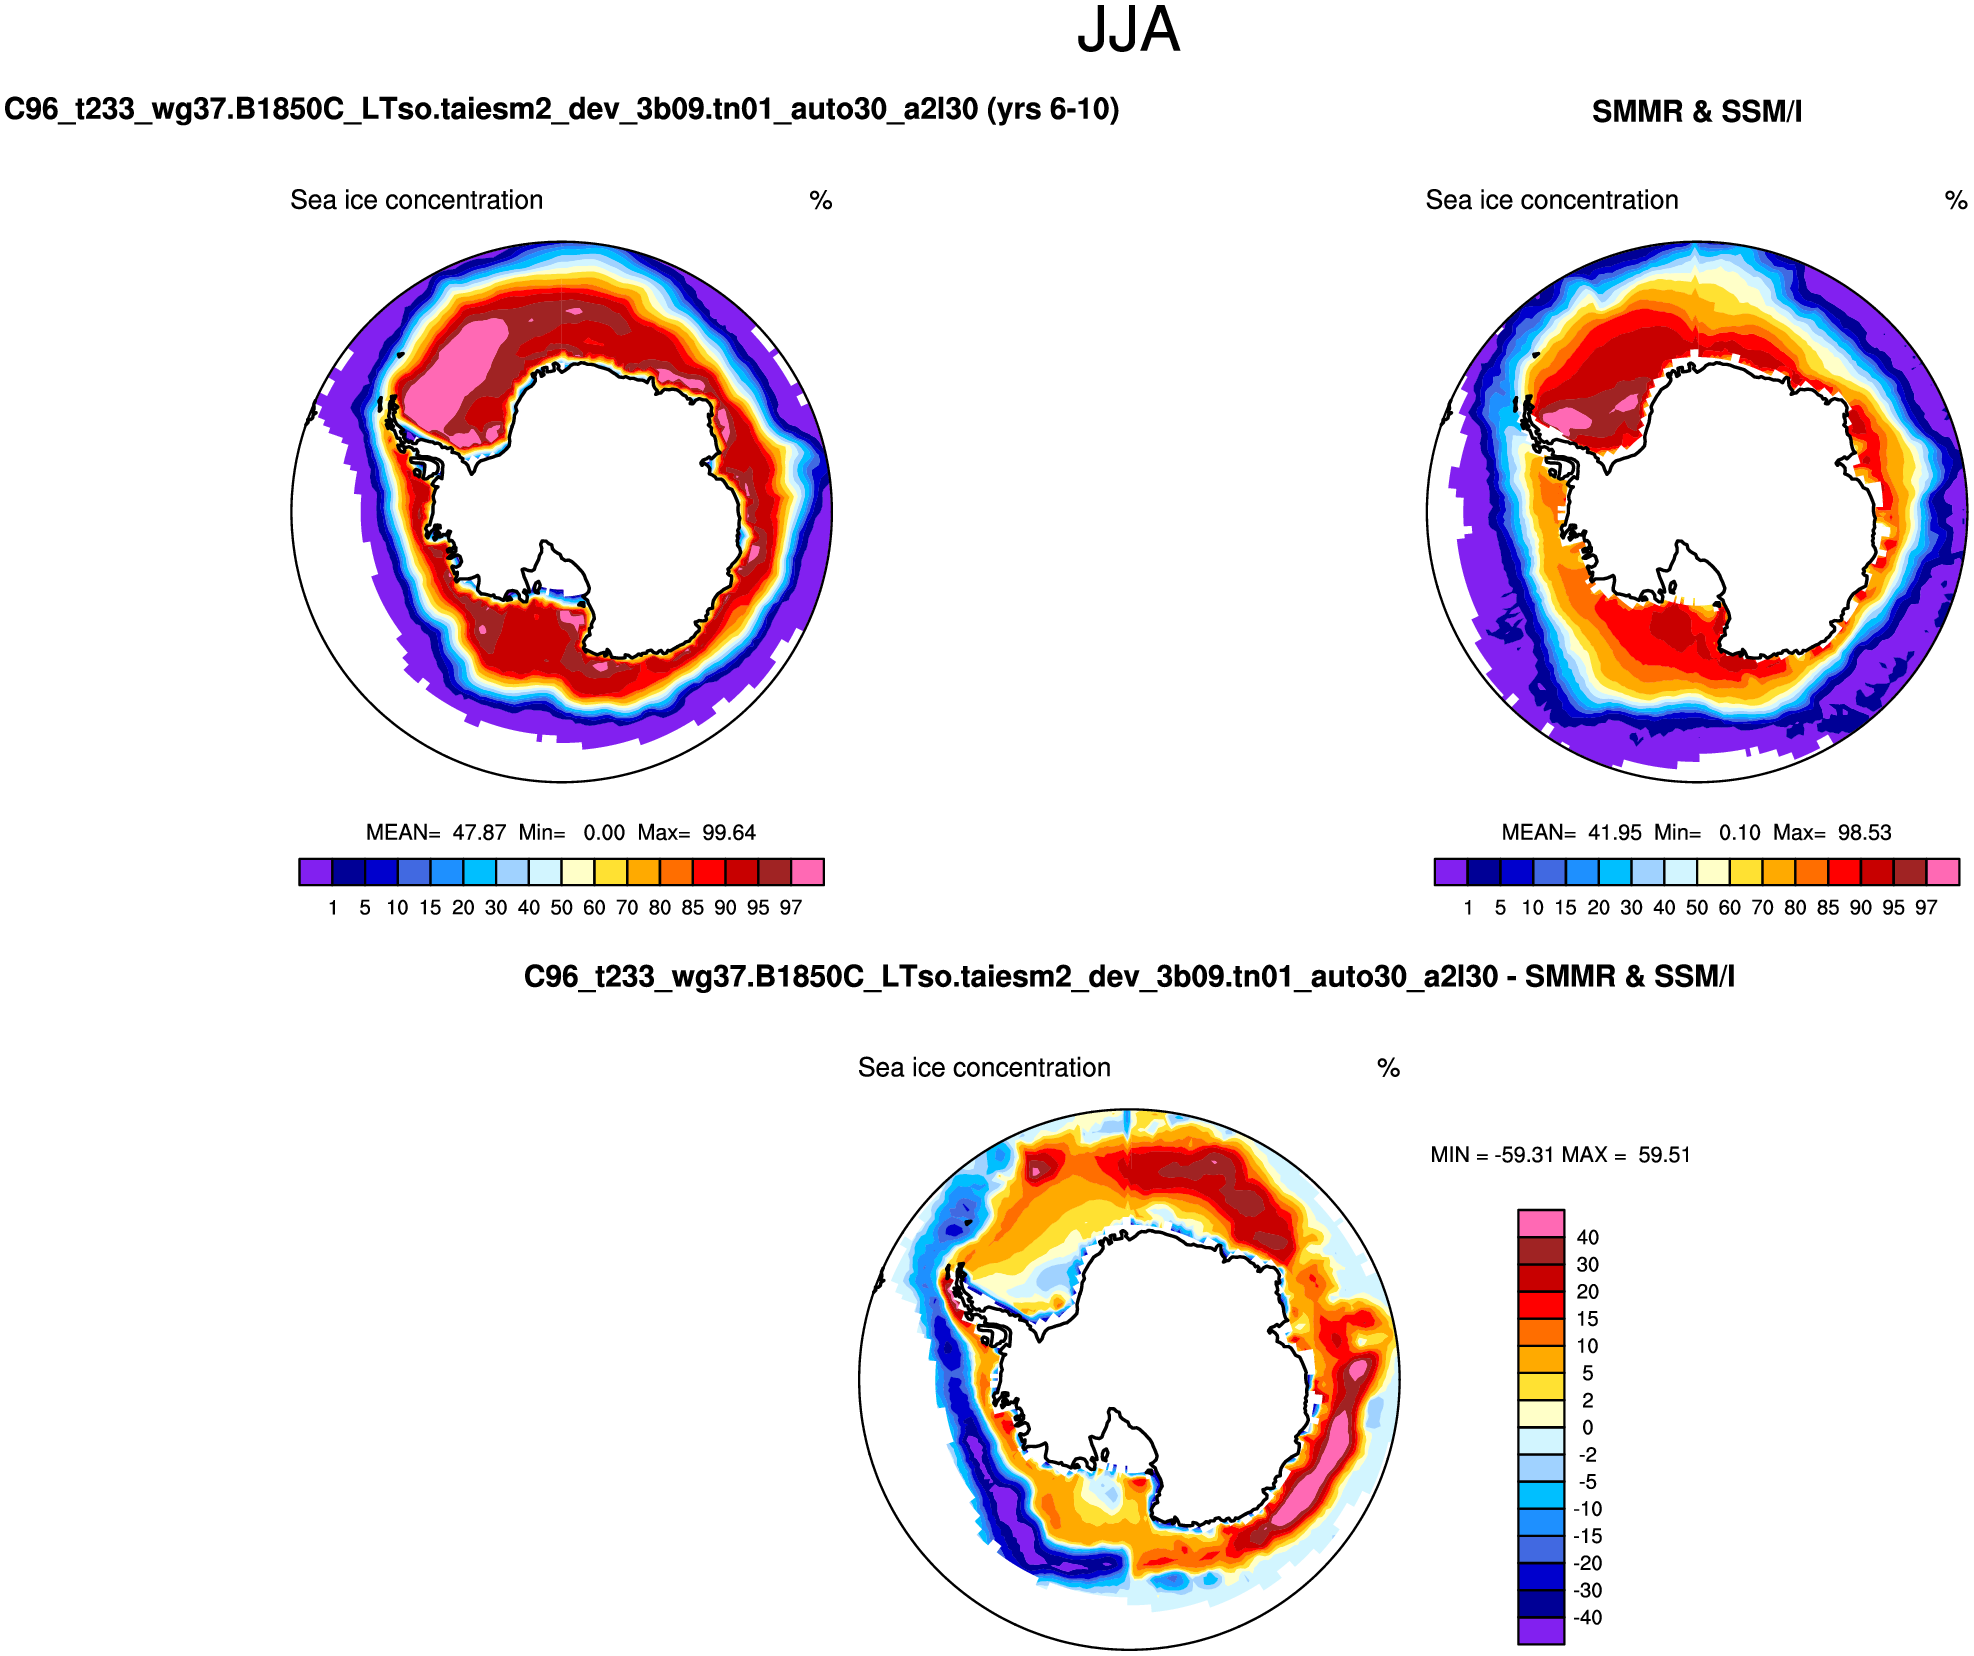 JJA
C96_t233_wg37.B1850C_LTso.taiesm2_dev_3b09.tn01_auto30_a2l30 (yrs 6-10)
SMMR & SSM/I
Sea ice concentration %
Sea ice concentration %
MEAN= 47.87 Min= 0.00 Max= 99.64
MEAN= 41.95 Min= 0.10 Max= 98.53
1 5 10 15 20 30 40 50 60 70 80 85 90 95 97
1 5 10 15 20 30 40 50 60 70 80 85 90 95 97
C96_t233_wg37.B1850C_LTso.taiesm2_dev_3b09.tn01_auto30_a2l30 - SMMR & SSM/I
Sea ice concentration %
MIN = -59.31 MAX = 59.51
40
30
20
15
10
5
2
0
-2
-5
-10
-15
-20
-30
-40